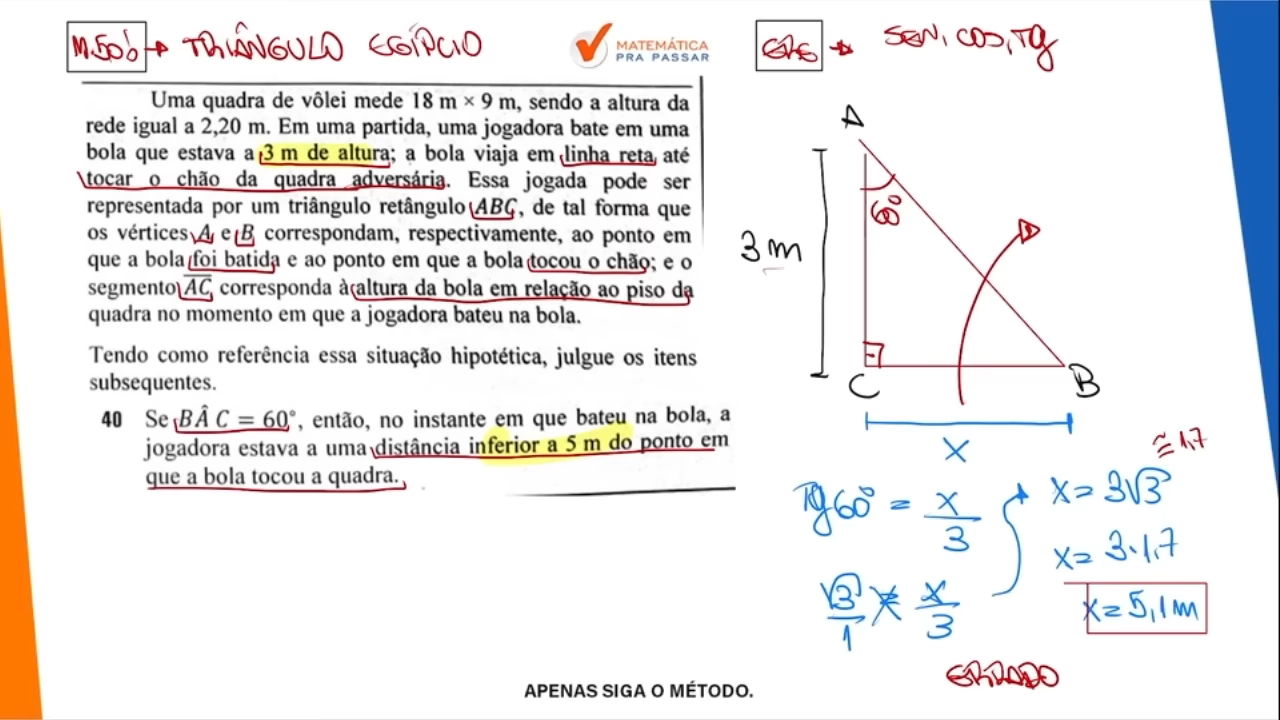 → TRIÂNGULO EGÍPCIO
MATEMÁTICA
PRA PASSAR
→ SEN, COS, Tg
Uma quadra de vôlei mede 18 m × 9 m, sendo a altura da
rede igual a 2,20 m. Em uma partida, uma jogadora bate em uma
bola que estava a 3 m de altura; a bola viaja em linha reta até
tocar o chão da quadra adversária. Essa jogada pode ser
representada por um triângulo retângulo ABC, de tal forma que
os vértices A e B correspondam, respectivamente, ao ponto em
que a bola foi batida e ao ponto em que a bola tocou o chão; e o
segmento A̅C̅ corresponda à altura da bola em relação ao piso da
quadra no momento em que a jogadora bateu na bola.
Tendo como referência essa situação hipotética, julgue os itens
subsequentes.
40 Se BÂC = 60°, então, no instante em que bateu na bola, a
jogadora estava a uma distância inferior a 5 m do ponto em
que a bola tocou a quadra.
A
60°
3 m
C
B
x
Tg 60° = x/3
√3/1 = x/3
≅ 1,7
x = 3√3
x = 3·1,7
x = 5,1 m
ERRADO
APENAS SIGA O MÉTODO.